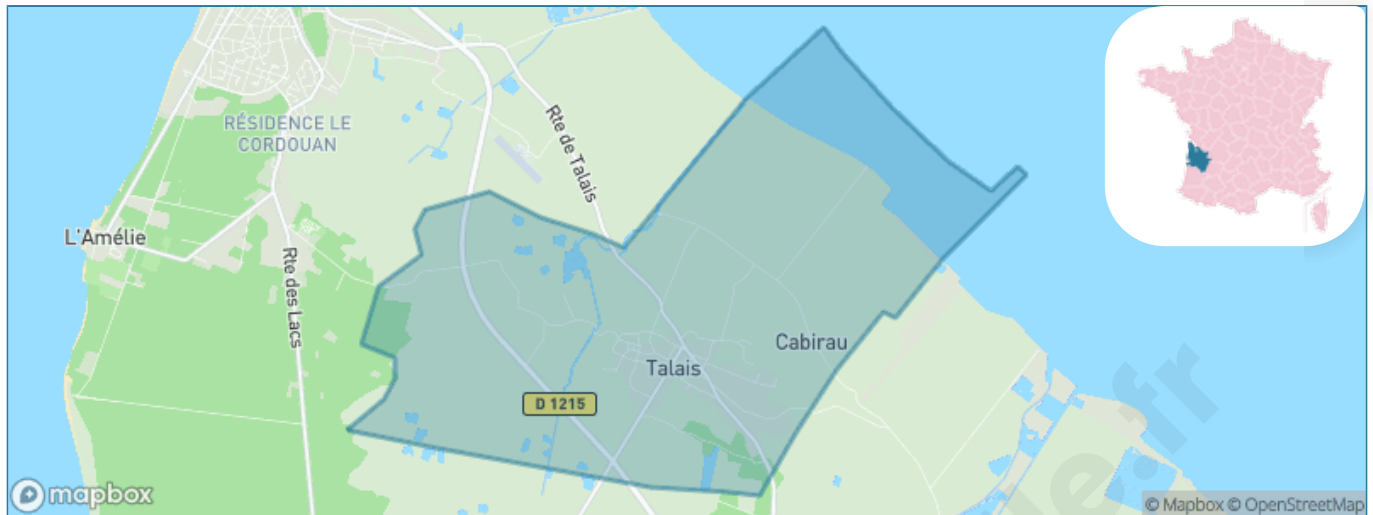 RÉSIDENCE LE
CORDOUAN
Rte de Talais
L'Amélie
Rte des Lacs
Cabirau
Talais
D 1215
mapbox
© Mapbox © OpenStreetMap